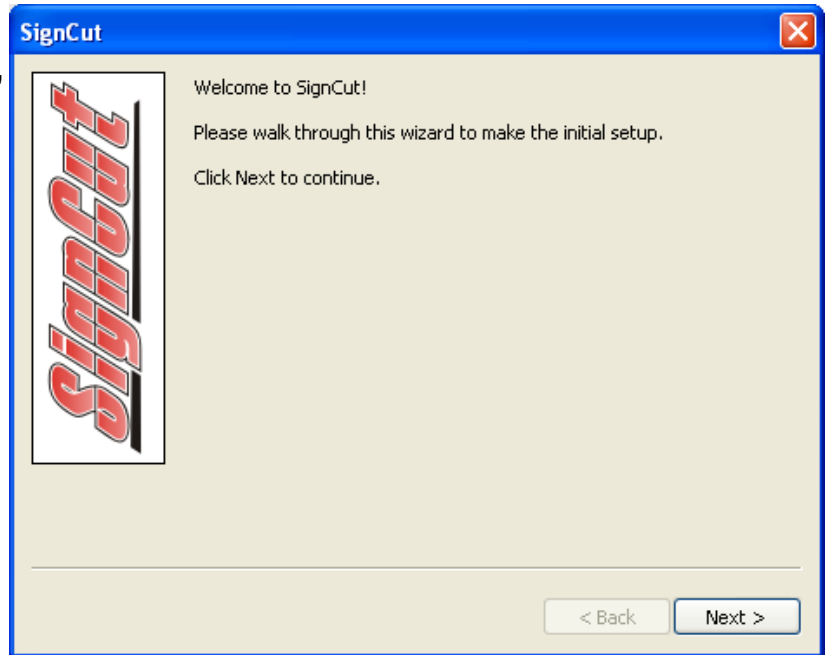 SignCut
SignCut
Welcome to SignCut!
Please walk through this wizard to make the initial setup.
Click Next to continue.
< Back
Next >